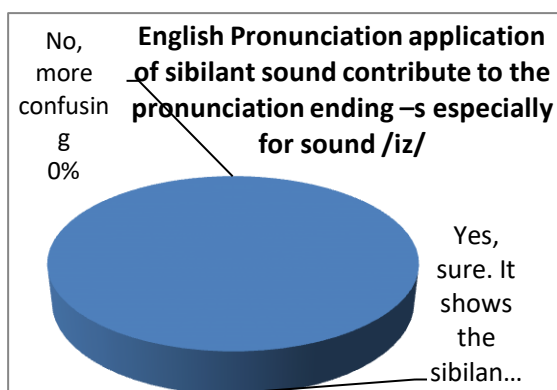 English Pronunciation application
of sibilant sound contribute to the
pronunciation ending –s especially
for sound /iz/
No,
more
confusin
g
0%
Yes,
sure. It
shows
the
sibilan...